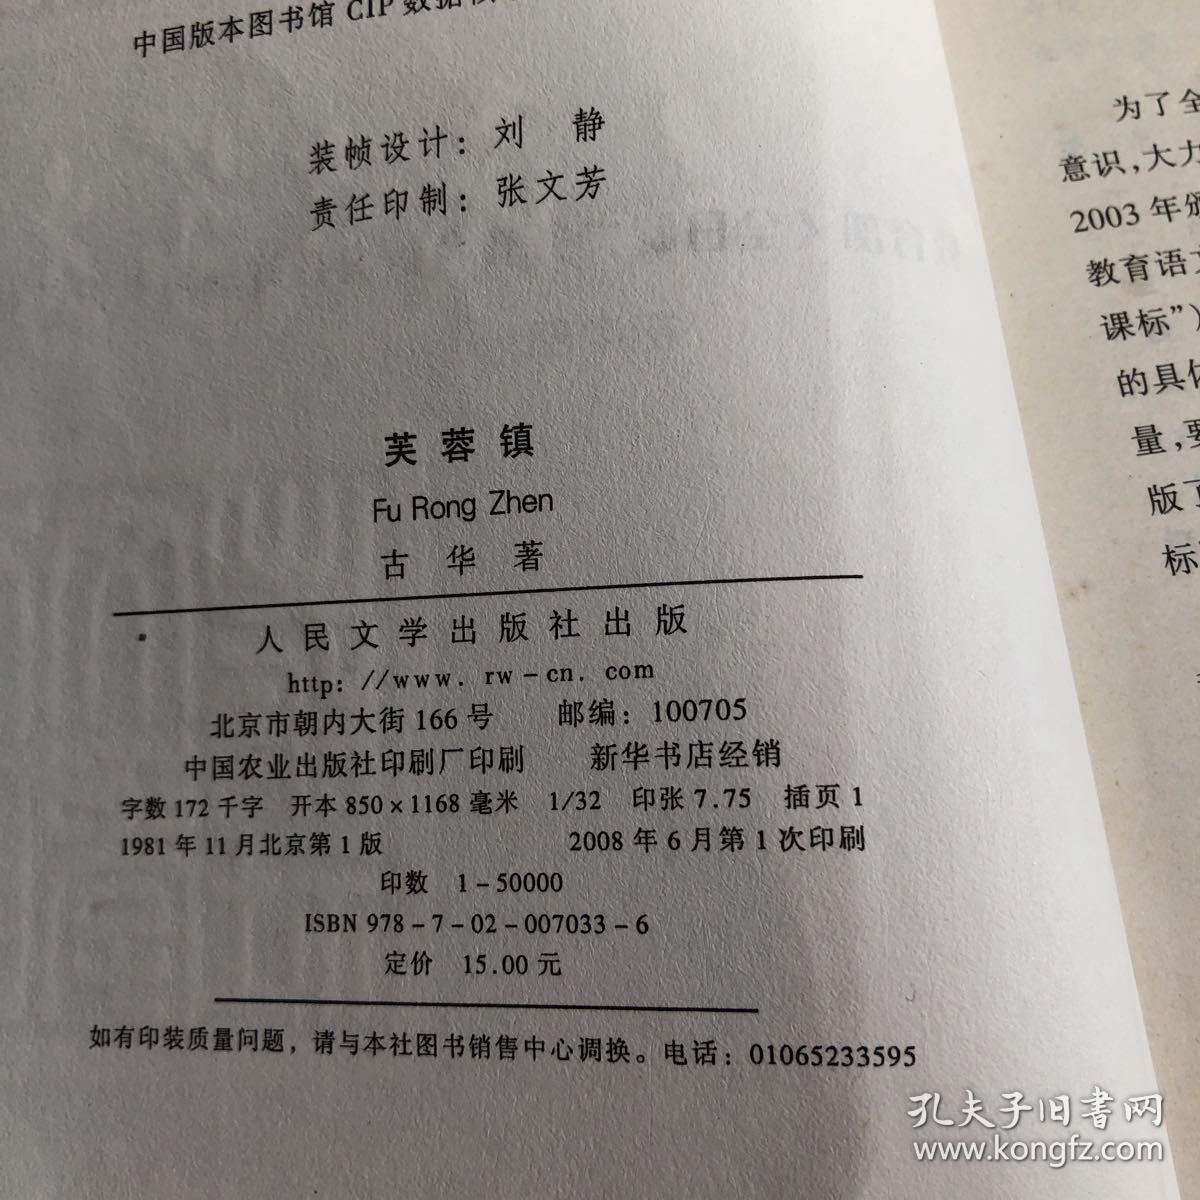 中国版本图书馆 CIP 数据核
装帧设计：刘 静
责任印制：张文芳
芙蓉镇
Fu Rong Zhen
古 华 著
人民文学出版社出版
http://www.rw-cn.com
北京市朝内大街 166 号 邮编：100705
中国农业出版社印刷厂印刷 新华书店经销
字数 172 千字 开本 850×1168 毫米 1/32 印张 7.75 插页 1
1981 年 11 月北京第 1 版 2008 年 6 月第 1 次印刷
印数 1-50000
ISBN 978-7-02-007033-6
定价 15.00 元
如有印装质量问题，请与本社图书销售中心调换。电话：01065233595
为了全
意识，大力
2003 年颁
教育语文
课标”）
的具体
量，要
版
标
孔夫子旧书网
www.kongfz.com